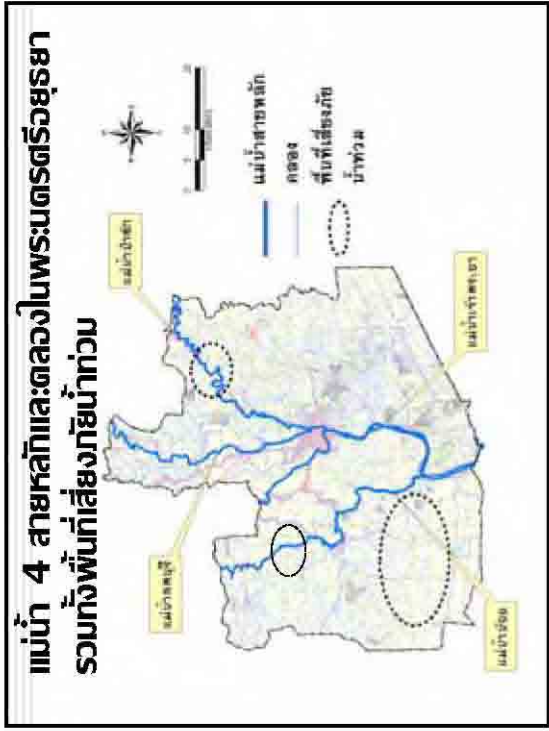 แม่น้ำ 4 สายหลักและคลองในพระนครศรีอยุธยา
รวมทั้งพื้นที่เสี่ยงภัยน้ำท่วม
แม่น้ำป่าสัก
แม่น้ำลพบุรี
แม่น้ำสายหลัก
คลอง
พื้นที่เสี่ยงภัย
น้ำท่วม
แม่น้ำเจ้าพระยา
แม่น้ำน้อย